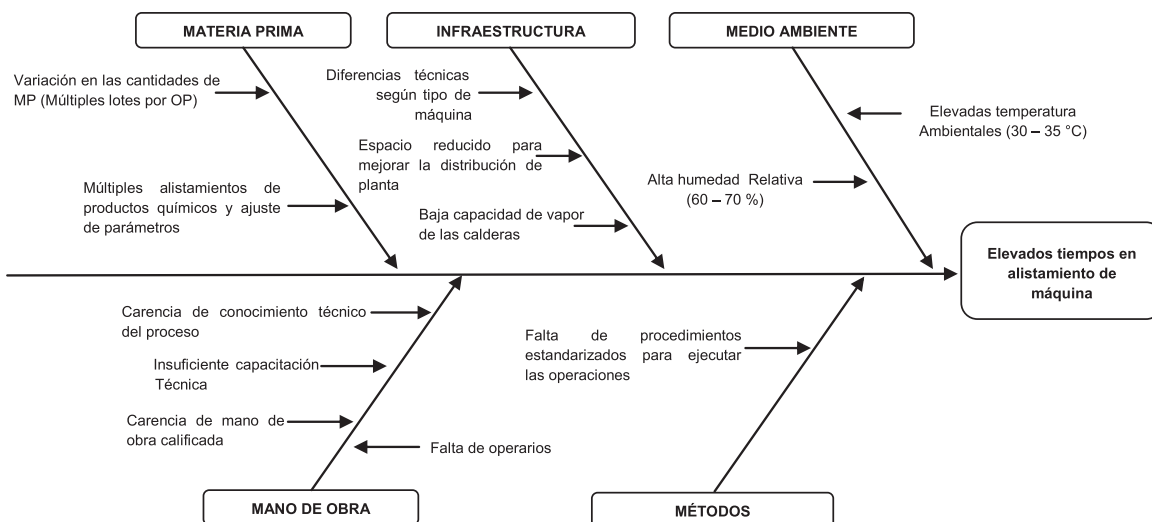 MATERIA PRIMA
INFRAESTRUCTURA
MEDIO AMBIENTE
Variación en las cantidades de
MP (Múltiples lotes por OP)
Múltiples alistamientos de
productos químicos y ajuste
de parámetros
Diferencias técnicas
según tipo de
máquina
Espacio reducido para
mejorar la distribución de
planta
Baja capacidad de vapor
de las calderas
Elevadas temperatura
Ambientales (30 – 35 °C)
Alta humedad Relativa
(60 – 70 %)
Elevados tiempos en
alistamiento de
máquina
Carencia de conocimiento técnico
del proceso
Insuficiente capacitación
Técnica
Carencia de mano de
obra calificada
Falta de operarios
Falta de procedimientos
estandarizados para ejecutar
las operaciones
MANO DE OBRA
MÉTODOS